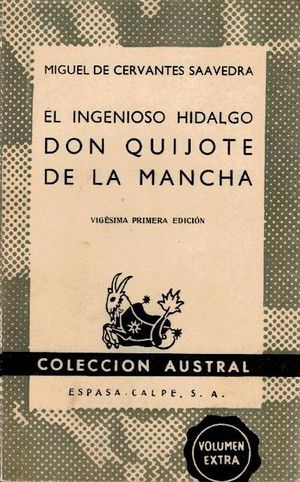 MIGUEL DE CERVANTES SAAVEDRA
EL INGENIOSO HIDALGO
DON QUIJOTE
DE LA MANCHA
VIGÉSIMA PRIMERA EDICIÓN
COLECCION AUSTRAL
ESPASA-CALPE, S. A.
VOLUMEN
EXTRA